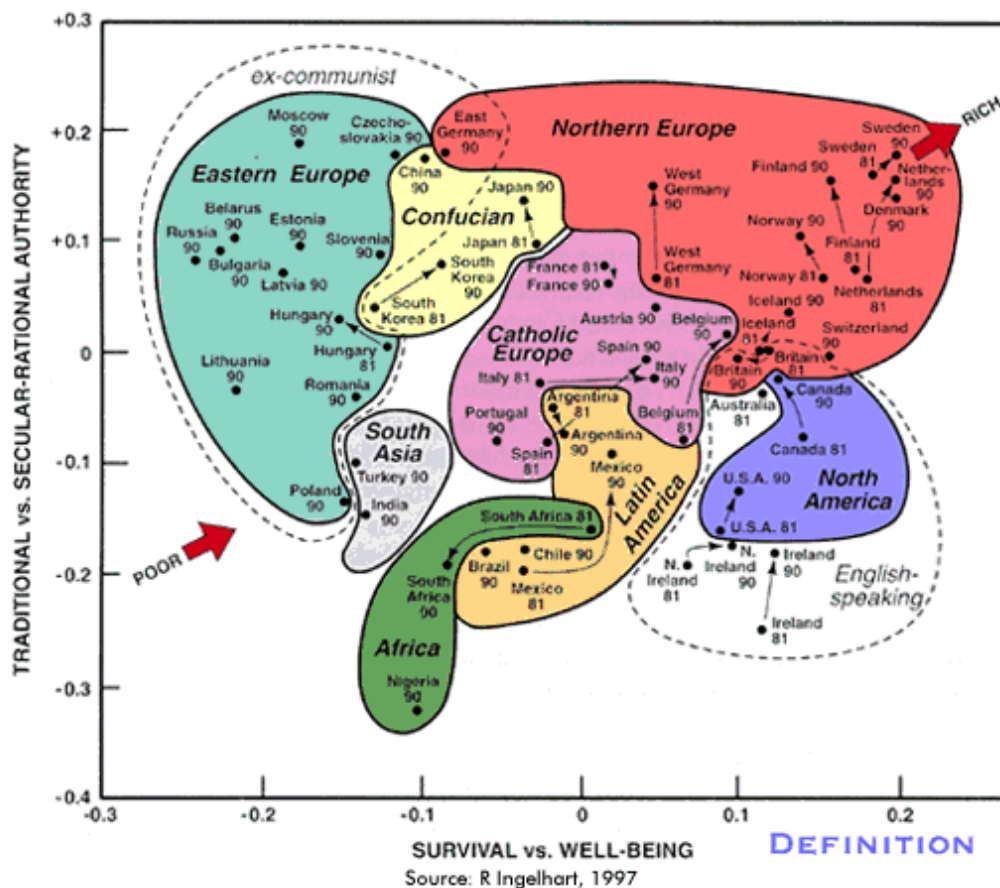 +0.3
+0.2
+0.1
0
-0.1
-0.2
-0.3
-0.4
TRADITIONAL vs. SECULAR-RATIONAL AUTHORITY
ex-communist
Moscow
90
Czecho-
slovakia 90
East
Germany
90
Northern Europe
RICH
Eastern Europe
China
90
Confucian
Japan 90
Japan 81
South
Korea
90
South
Korea 81
Belarus
90
Russia
90
Bulgaria
90
Estonia
90
Latvia 90
Slovenia
90
Hungary
90
Hungary
81
Lithuania
90
Romania
90
Poland
90
West
Germany
90
West
Germany
81
Finland 90
Sweden
81
Sweden
90
Nether-
lands
90
Denmark
90
Norway 90
Finland
81
Norway 81
Netherlands
81
Iceland 90
Iceland
81
Switzerland
90
Britain
90
Britain
81
France 81
France 90
Catholic
Europe
Austria 90
Belgium
90
Spain 90
Italy
90
Italy 81
Portugal
90
Spain
81
Belgium
81
Argentina
81
Argentina
90
Mexico
90
Latin
America
Brazil
90
Chile 90
Mexico
81
South
Asia
Turkey 90
India
90
South Africa 81
South
Africa
90
Africa
Nigeria
90
Australia
81
Canada
90
Canada
81
U.S.A. 90
U.S.A. 81
North
America
N.
Ireland
81
N.
Ireland
90
Ireland
90
Ireland
81
English-
speaking
POOR
-0.3
-0.2
-0.1
0
0.1
0.2
SURVIVAL vs. WELL-BEING
DEFINITION
Source: R Ingelhart, 1997